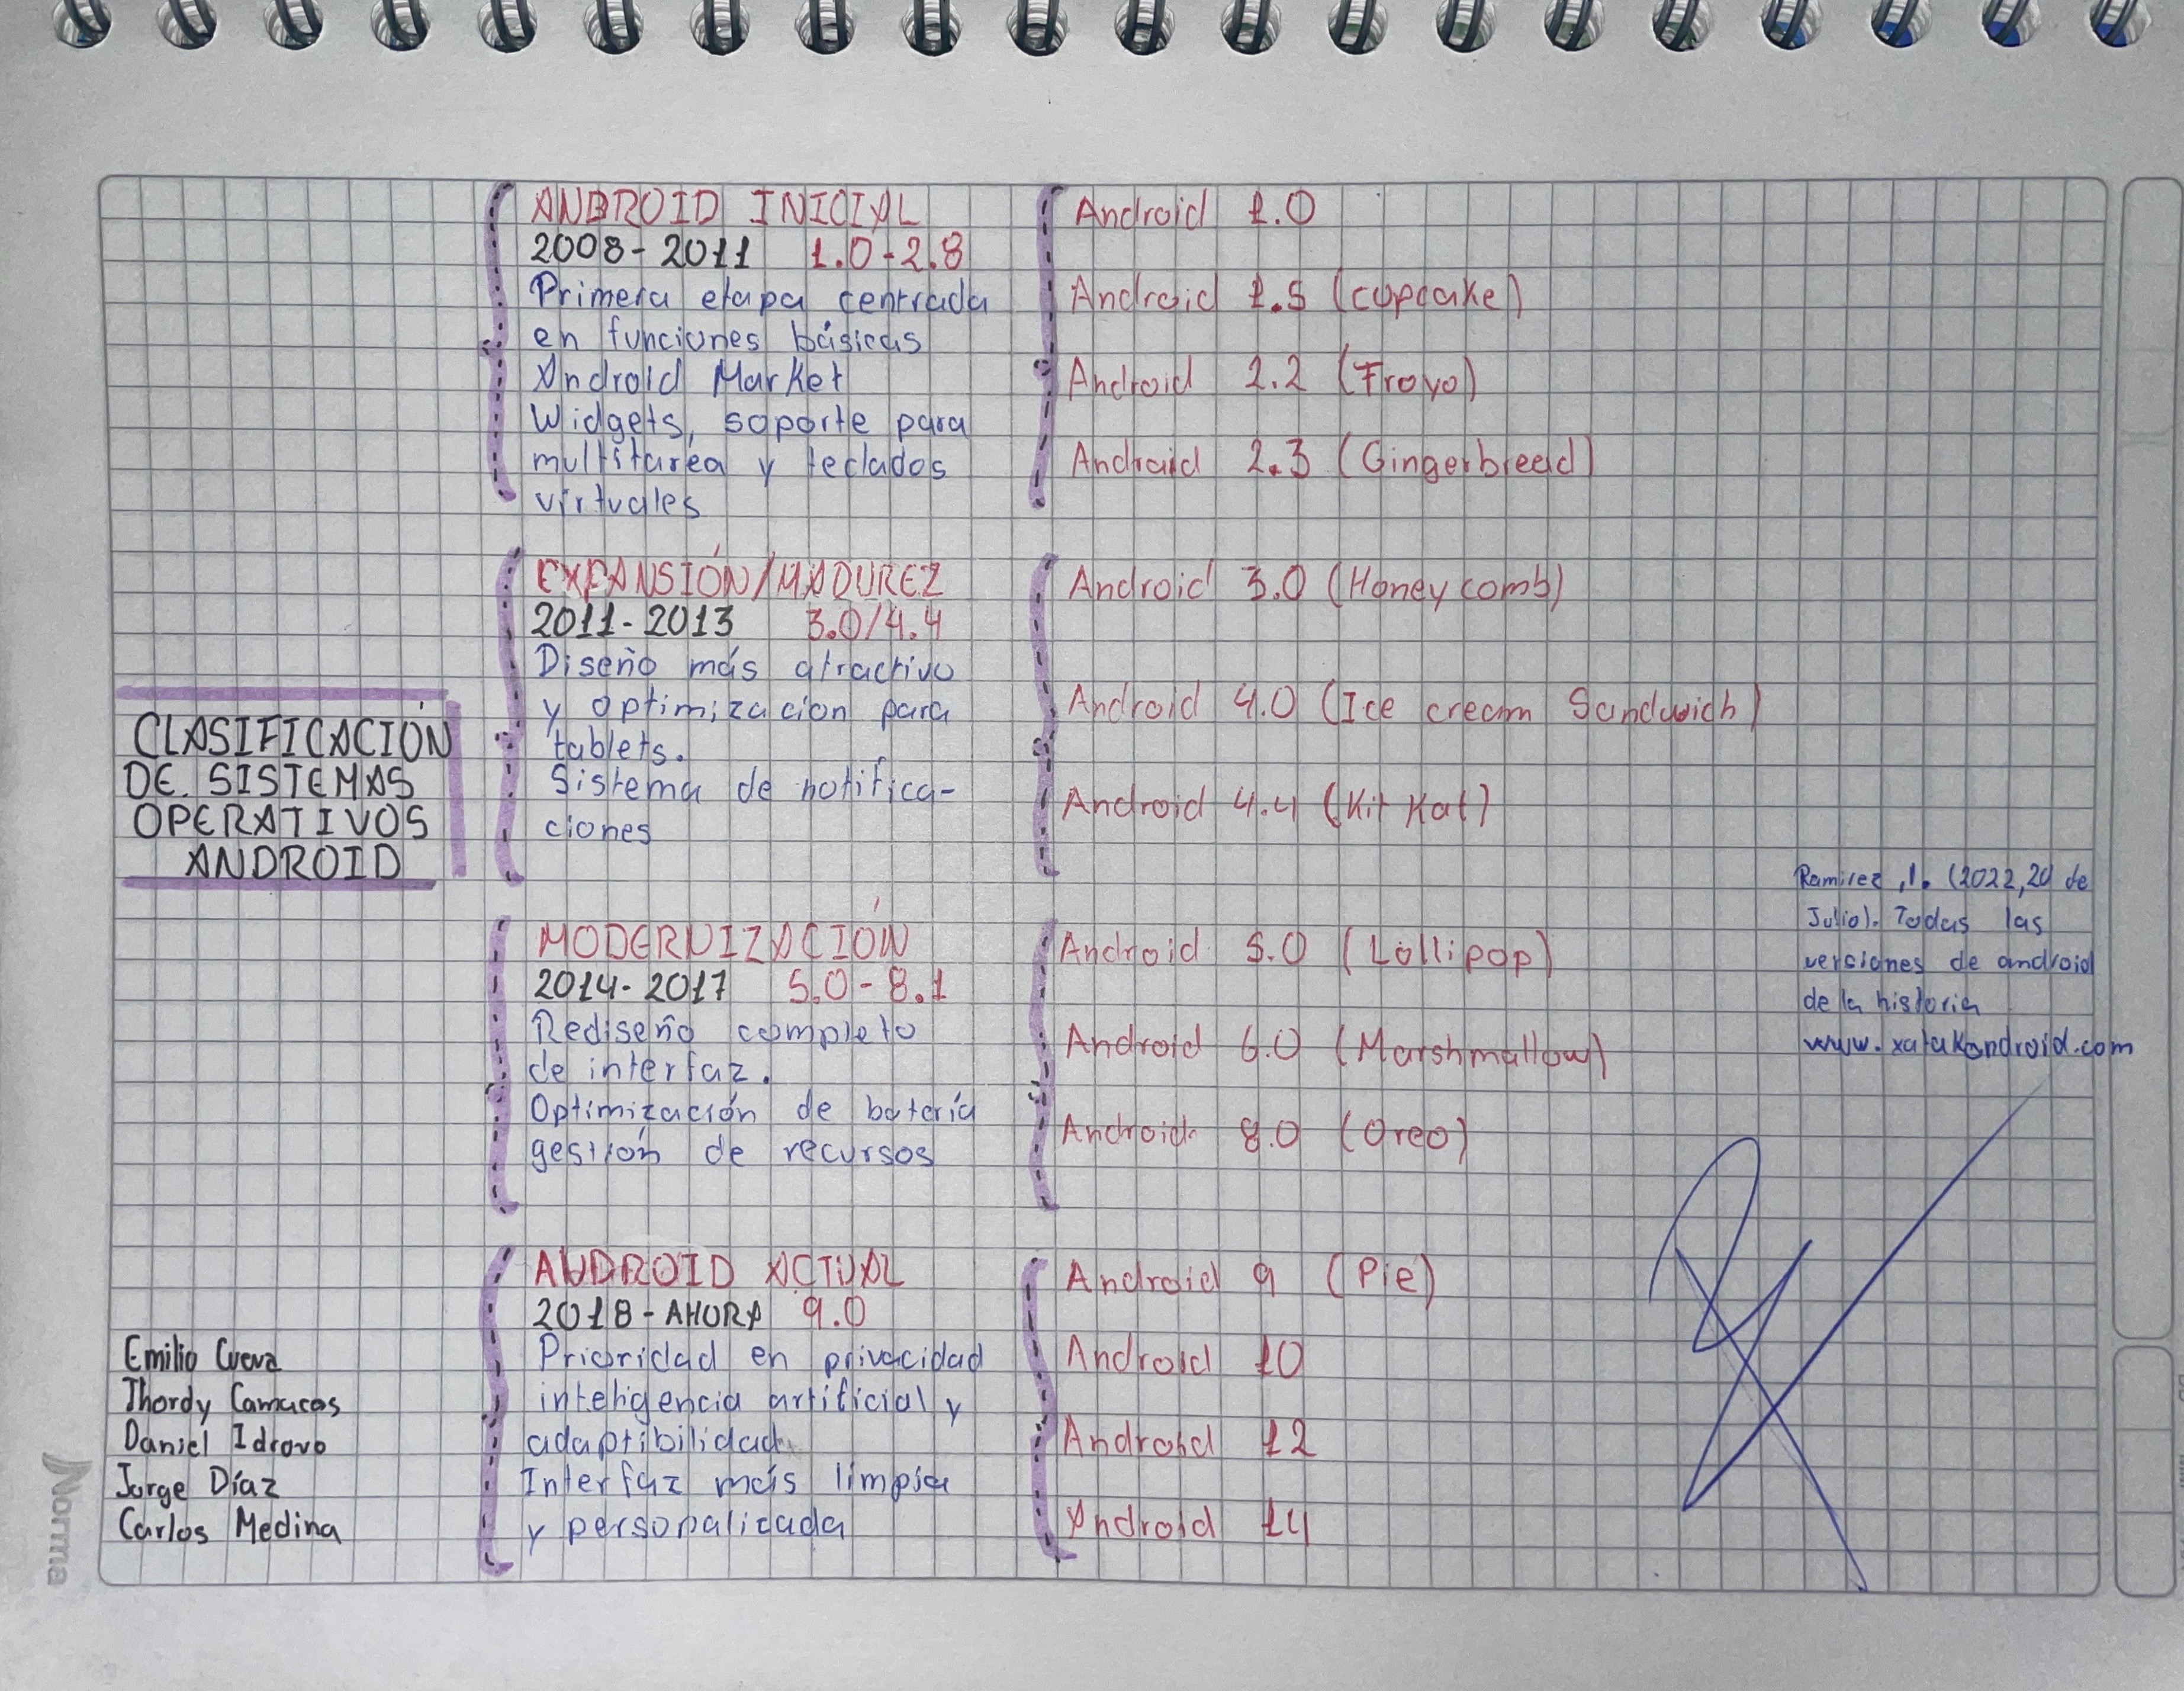 CLASIFICACIÓN
DE SISTEMAS
OPERATIVOS
ANDROID
ANDROID INICIAL
2008-2011 1.0-2.8
Primera etapa centrada
en funciones básicas
Android Market
Widgets, soporte para
multitarea y teclados
virtuales
Android 1.0
Android 1.5 (cupcake)
Android 2.2 (Froyo)
Android 2.3 (Gingerbread)
EXPANSIÓN/MADUREZ
2011-2013 3.0/4.4
Diseño más atractivo
y optimizacion para
tablets.
Sistema de notifica-
ciones
Android 3.0 (Honey comb)
Android 4.0 (Ice cream Sandwich)
Android 4.4 (Kit Kat)
MODERNIZACIÓN
2014-2017 5.0-8.1
Rediseño completo
de interfaz.
Optimización de batería
gestión de recursos
Android 5.0 (Lollipop)
Android 6.0 (Marshmallow)
Android 8.0 (Oreo)
ANDROID ACTUAL
2018-AHORA 9.0
Prioridad en privacidad
inteligencia artificial y
adaptibilidad
Interfaz más limpia
y personalizada
Android 9 (Pie)
Android 10
Android 12
Android 14
Ramirez, I. (2022, 20 de
Julio). Todas las
versiones de android
de la historia
www.xatakandroid.com
Emilio Cueva
Jhordy Camacas
Daniel Idrovo
Jorge Díaz
Carlos Medina
Norma